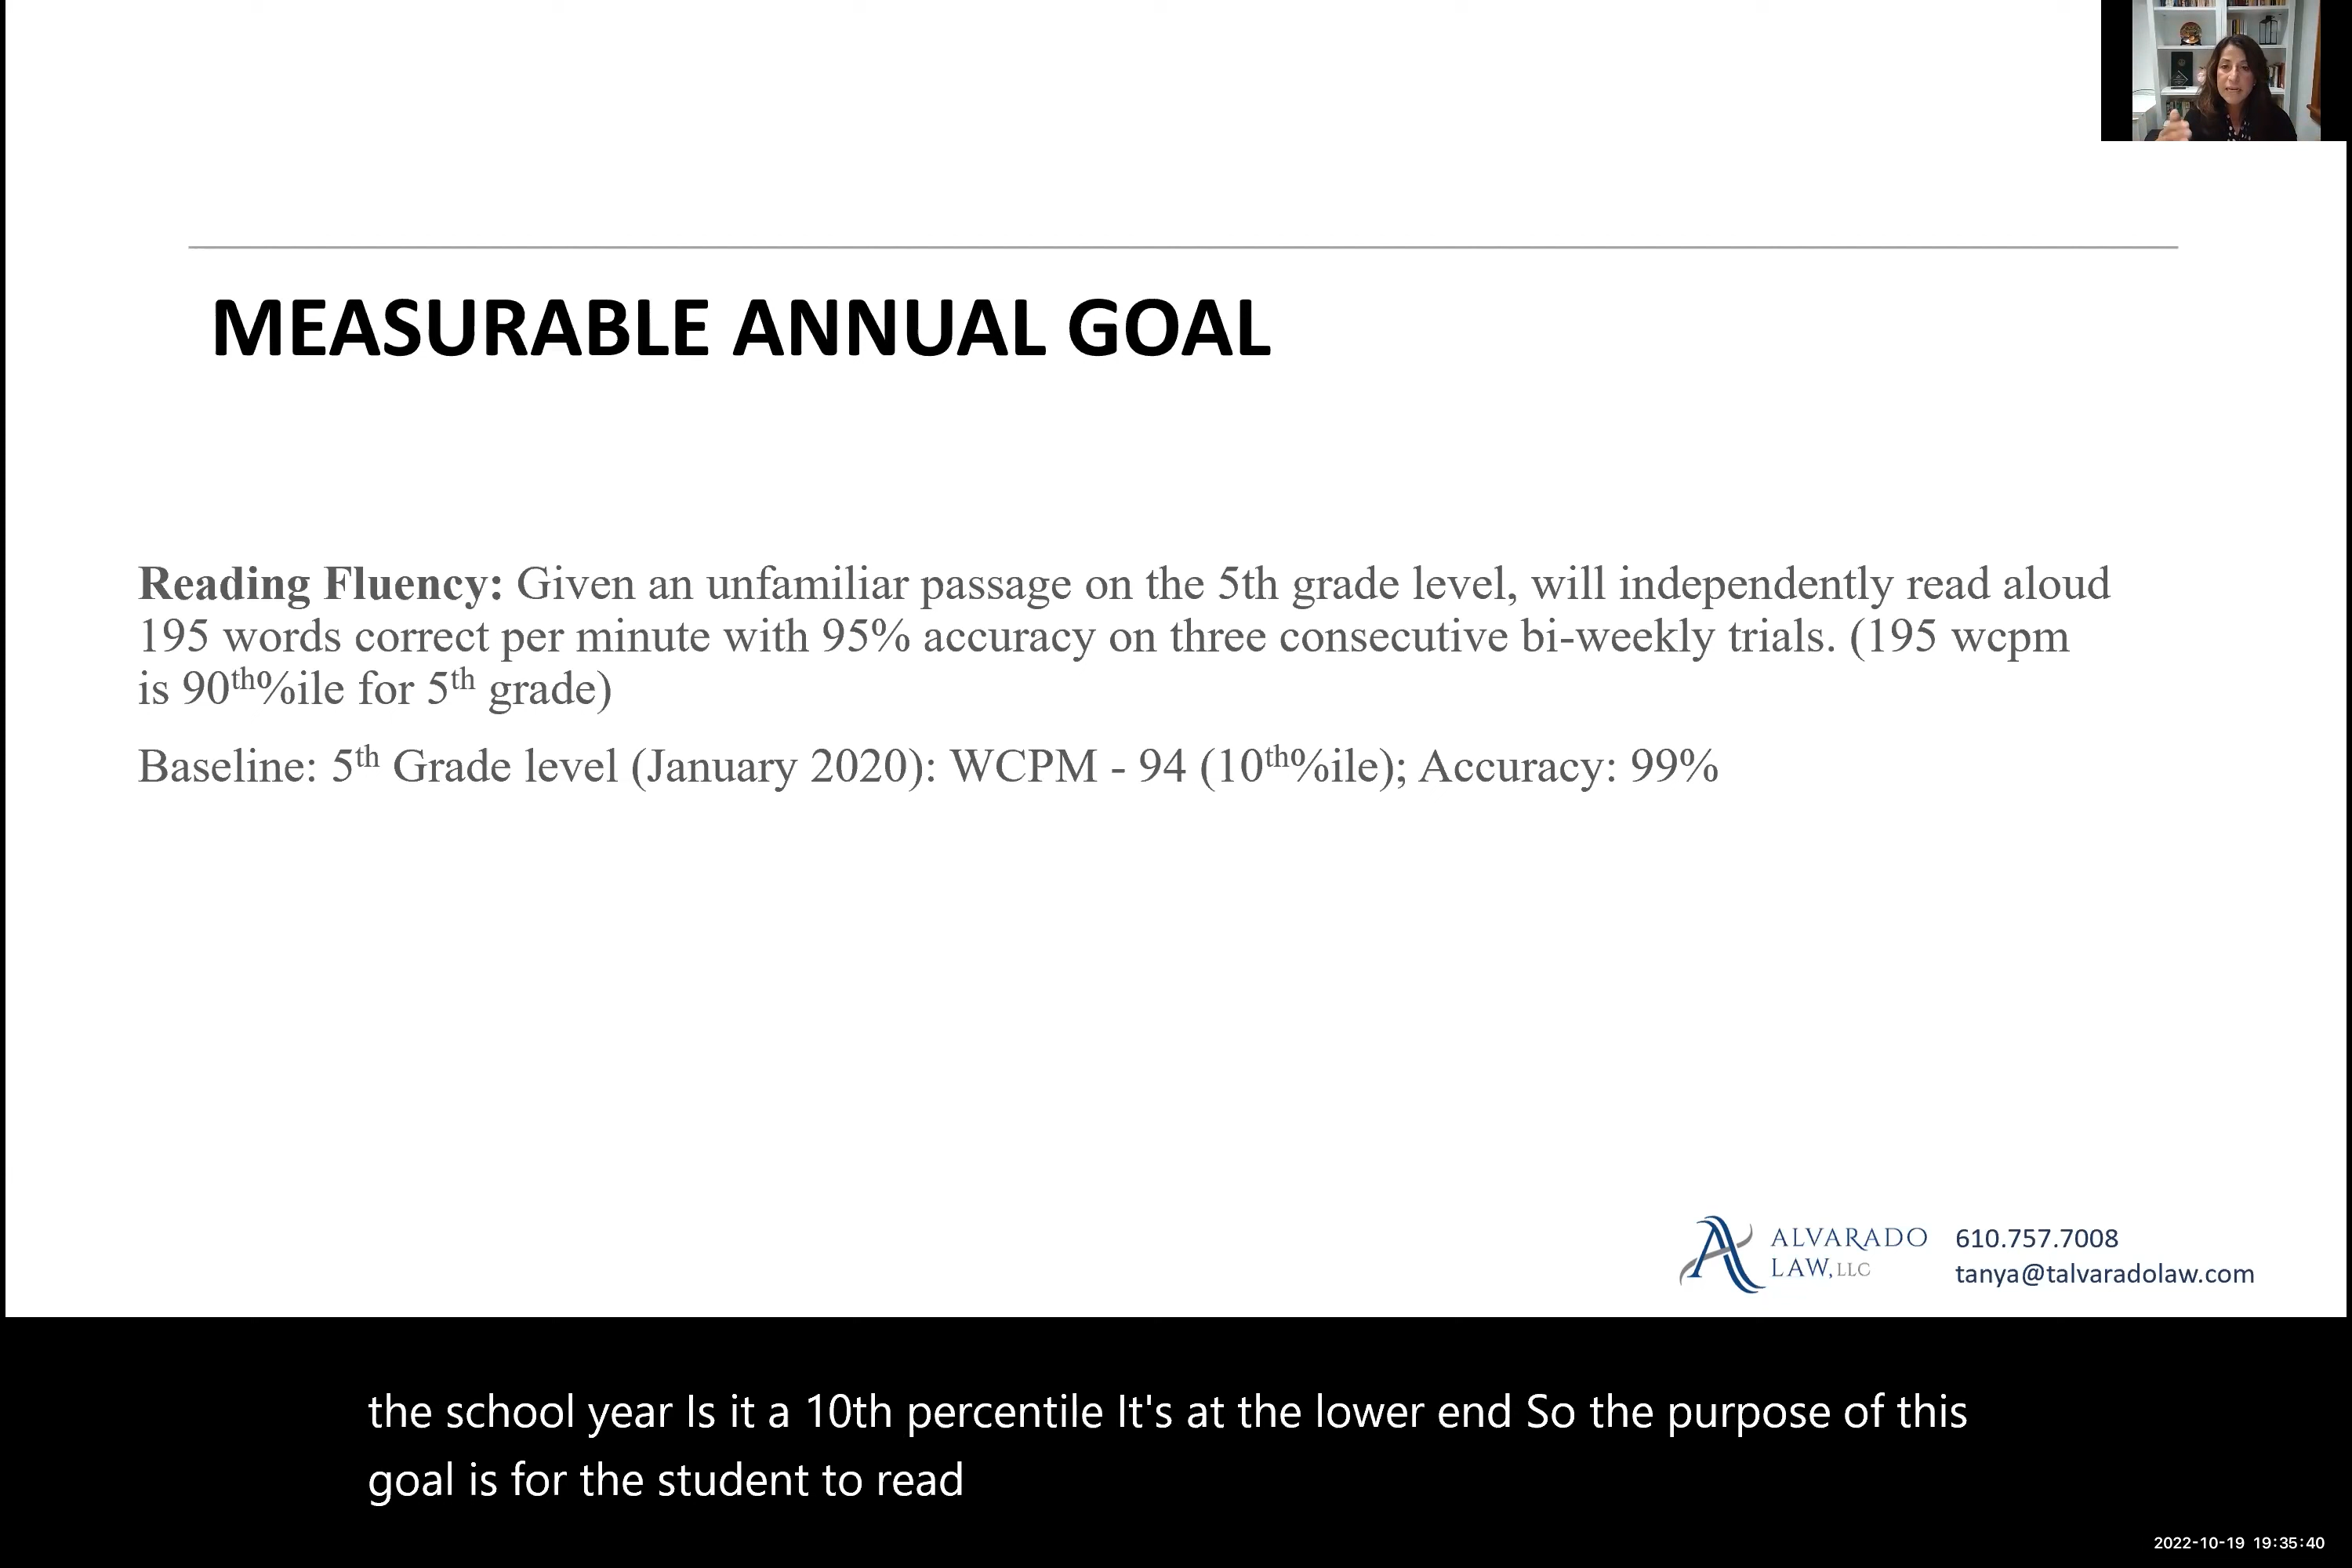 MEASURABLE ANNUAL GOAL
Reading Fluency: Given an unfamiliar passage on the 5th grade level, will independently read aloud
195 words correct per minute with 95% accuracy on three consecutive bi-weekly trials. (195 wcpm
is 90th%ile for 5th grade)
Baseline: 5th Grade level (January 2020): WCPM - 94 (10th%ile); Accuracy: 99%
ALVARADO
LAW, LLC
610.757.7008
tanya@talvaradolaw.com
the school year Is it a 10th percentile It's at the lower end So the purpose of this
goal is for the student to read
2022-10-19 19:35:40